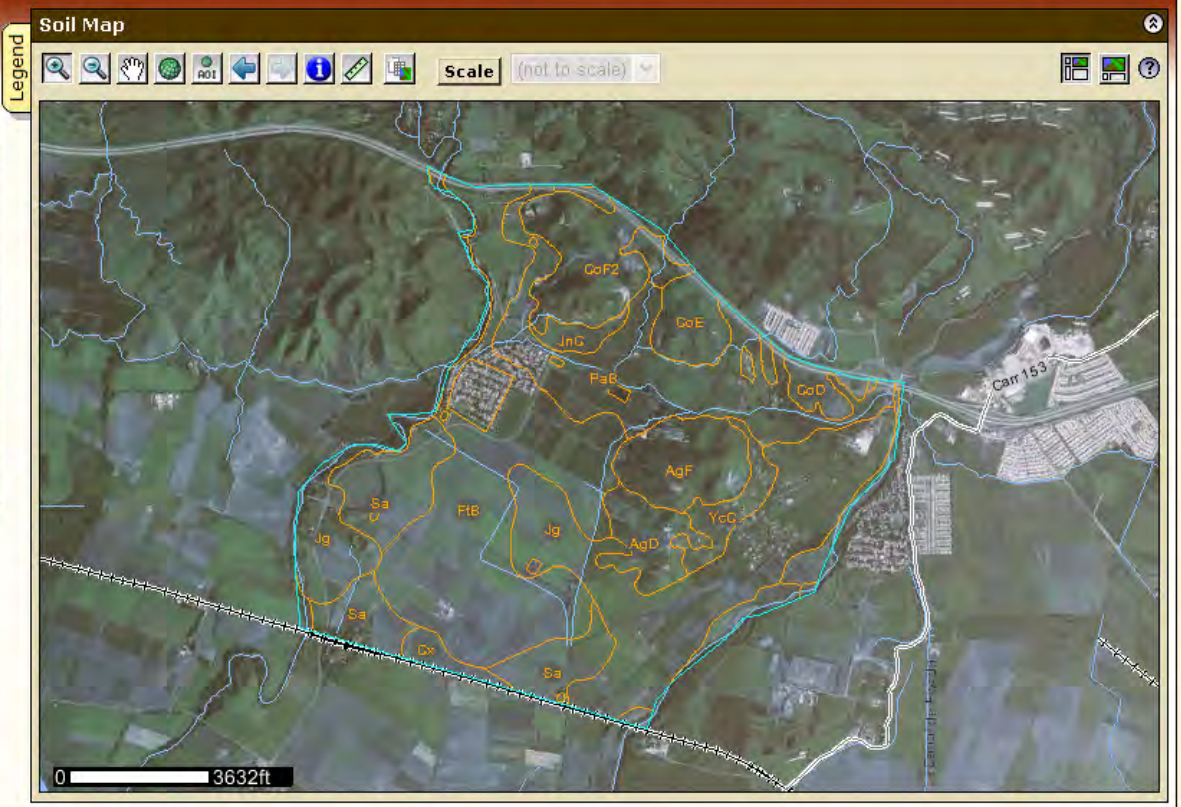 Soil Map
Legend
AOI
Scale
(not to scale)
CoF2
CoE
JnC
PaB
CoD
Carr 153
AgF
Sa
FtB
YcC
Jg
Jg
AgD
Sa
Cx
Sa
0
3632ft